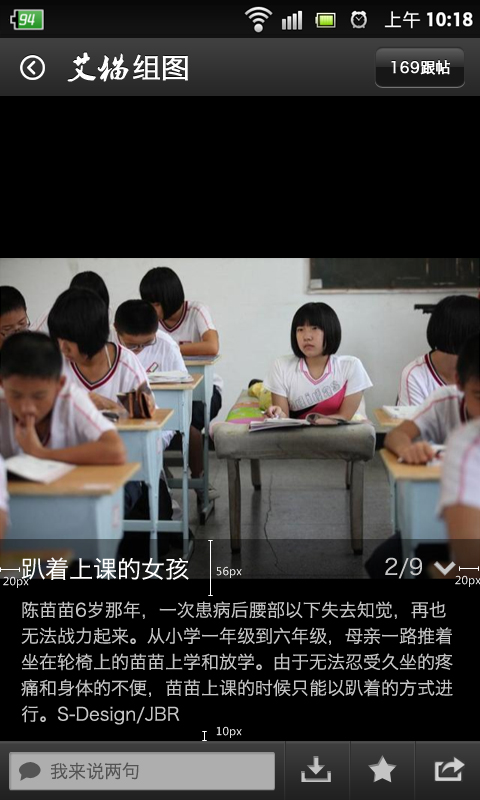 94
上午 10:18
艾猫组图
169跟帖
趴着上课的女孩
56px
2/9
20px
20px
陈苗苗6岁那年，一次患病后腰部以下失去知觉，再也
无法战力起来。从小学一年级到六年级，母亲一路推着
坐在轮椅上的苗苗上学和放学。由于无法忍受久坐的疼
痛和身体的不便，苗苗上课的时候只能以趴着的方式进
行。S-Design/JBR
10px
我来说两句